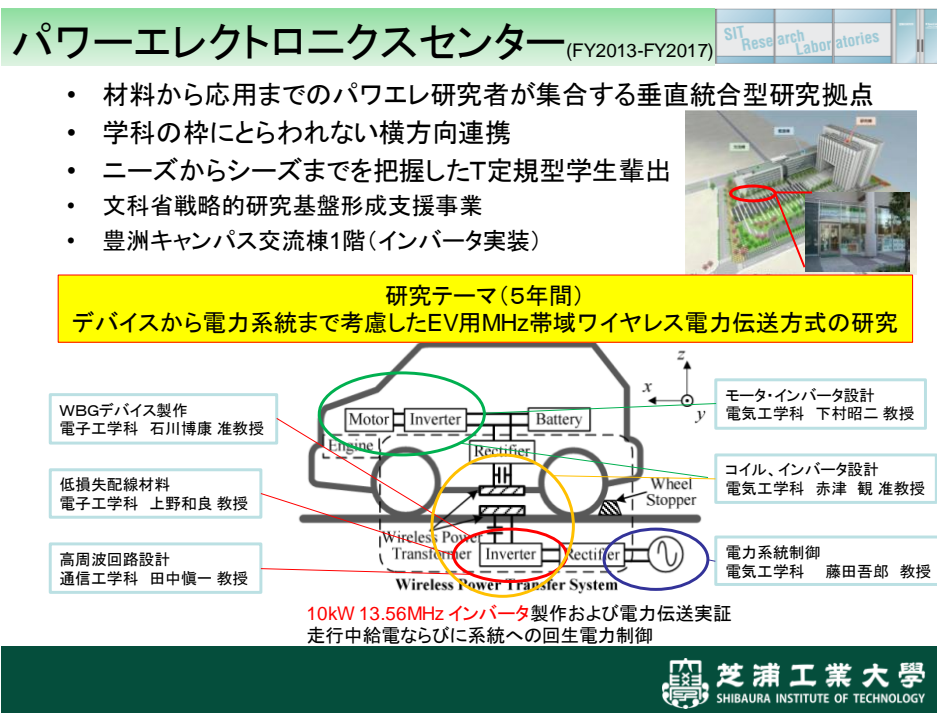 パワーエレクトロニクスセンター(FY2013-FY2017)
SIT Research Laboratories
• 材料から応用までのパワエレ研究者が集合する垂直統合型研究拠点
• 学科の枠にとらわれない横方向連携
• ニーズからシーズまでを把握したT定規型学生輩出
• 文科省戦略的研究基盤形成支援事業
• 豊洲キャンパス交流棟1階（インバータ実装）
研究テーマ（５年間）
デバイスから電力系統まで考慮したEV用MHz帯域ワイヤレス電力伝送方式の研究
WBGデバイス製作
電子工学科 石川博康 准教授
低損失配線材料
電子工学科 上野和良 教授
高周波回路設計
通信工学科 田中愼一 教授
Motor
Inverter
Battery
Engine
Rectifier
Wheel
Stopper
Wireless Power
Transformer
Inverter
Rectifier
Wireless Power Transfer System
z
x
y
モータ・インバータ設計
電気工学科 下村昭二 教授
コイル、インバータ設計
電気工学科 赤津 観 准教授
電力系統制御
電気工学科 藤田吾郎 教授
10kW 13.56MHz インバータ製作および電力伝送実証
走行中給電ならびに系統への回生電力制御
芝浦工業大學
SHIBAURA INSTITUTE OF TECHNOLOGY